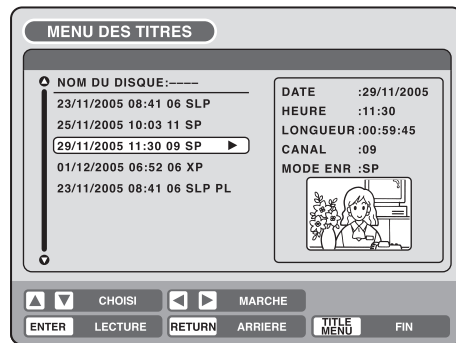 MENU DES TITRES
NOM DU DISQUE:----
23/11/2005 08:41 06 SLP
25/11/2005 10:03 11 SP
29/11/2005 11:30 09 SP
01/12/2005 06:52 06 XP
23/11/2005 08:41 06 SLP PL
DATE :29/11/2005
HEURE :11:30
LONGUEUR :00:59:45
CANAL :09
MODE ENR :SP
CHOISI MARCHE
ENTER LECTURE RETURN ARRIERE TITLE MENU FIN